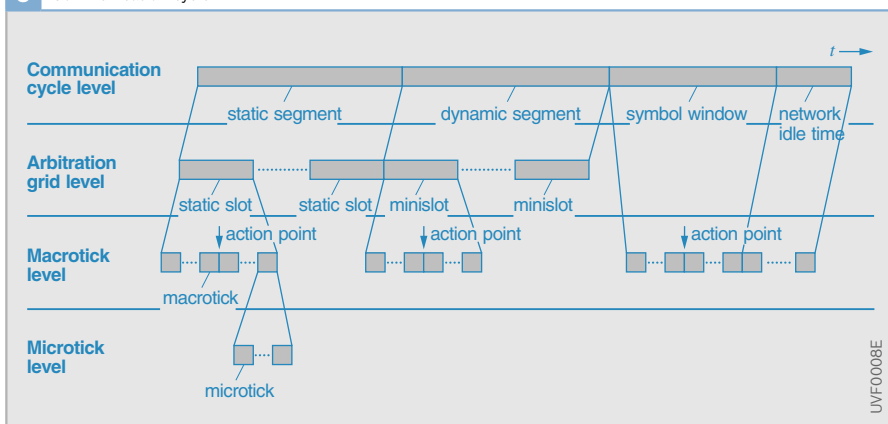 t
Communication
cycle level
static segment
dynamic segment
symbol window
network
idle time
Arbitration
grid level
static slot
static slot
minislot
minislot
action point
action point
action point
Macrotick
level
macrotick
Microtick
level
microtick
UVF0008E